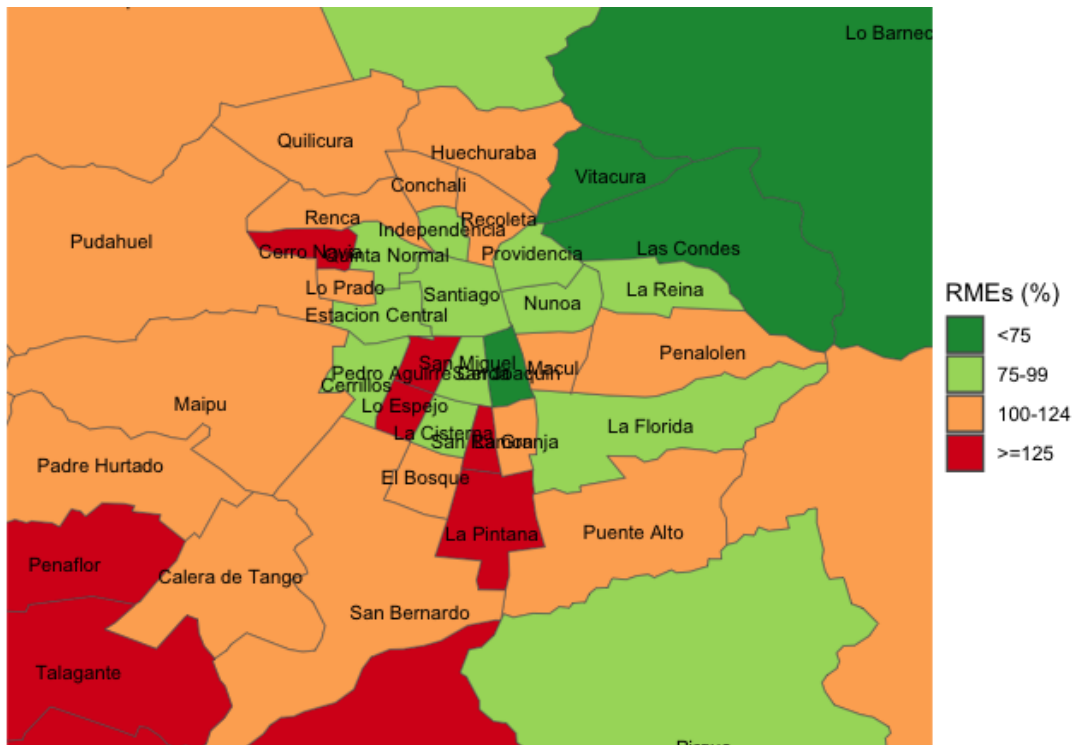 Lo Barnec
Quilicura
Huechuraba
Vitacura
Conchali
Renca
Recoleta
Independencia
Pudahuel
Cerro Navia
Quinta Normal
Providencia
Las Condes
Lo Prado
Santiago
Nunoa
La Reina
Estacion Central
San Miguel
Pedro Aguirre Cerda
San Joaquin
Macul
Penalolen
Cerrillos
Maipu
Lo Espejo
La Cisterna
San Ramon
La Granja
La Florida
Padre Hurtado
El Bosque
La Pintana
Puente Alto
Penaflor
Calera de Tango
San Bernardo
Talagante
RMEs (%)
<75
75-99
100-124
>=125